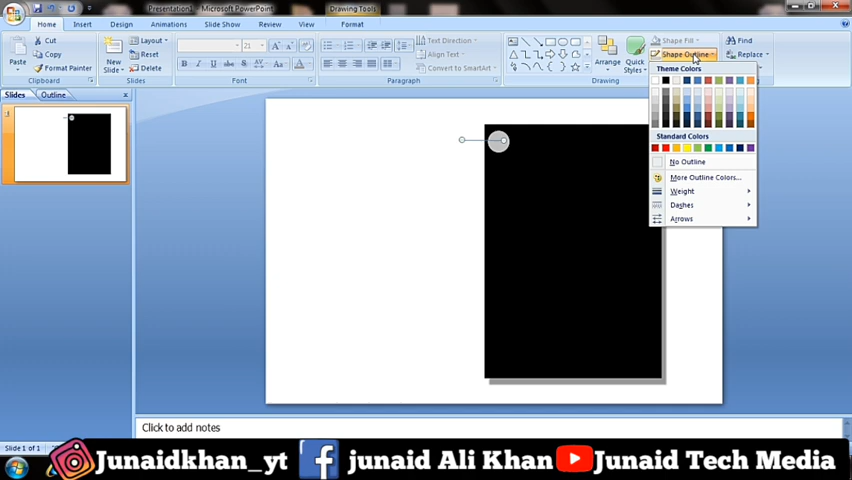 Presentation1 - Microsoft PowerPoint
Drawing Tools
Home Insert Design Animations Slide Show Review View Format
Paste
Cut
Copy
Format Painter
Clipboard
New Slide
Layout
Reset
Delete
Slides
21
B I U S
Font
Text Direction
Align Text
Convert to SmartArt
Paragraph
Arrange
Quick Styles
Shape Fill
Shape Outline
Drawing
Find
Replace
Slides Outline
Theme Colors
Standard Colors
No Outline
More Outline Colors...
Weight
Dashes
Arrows
Click to add notes
Slide 1 of 1
Junaidkhan_yt junaid Ali Khan Junaid Tech Media